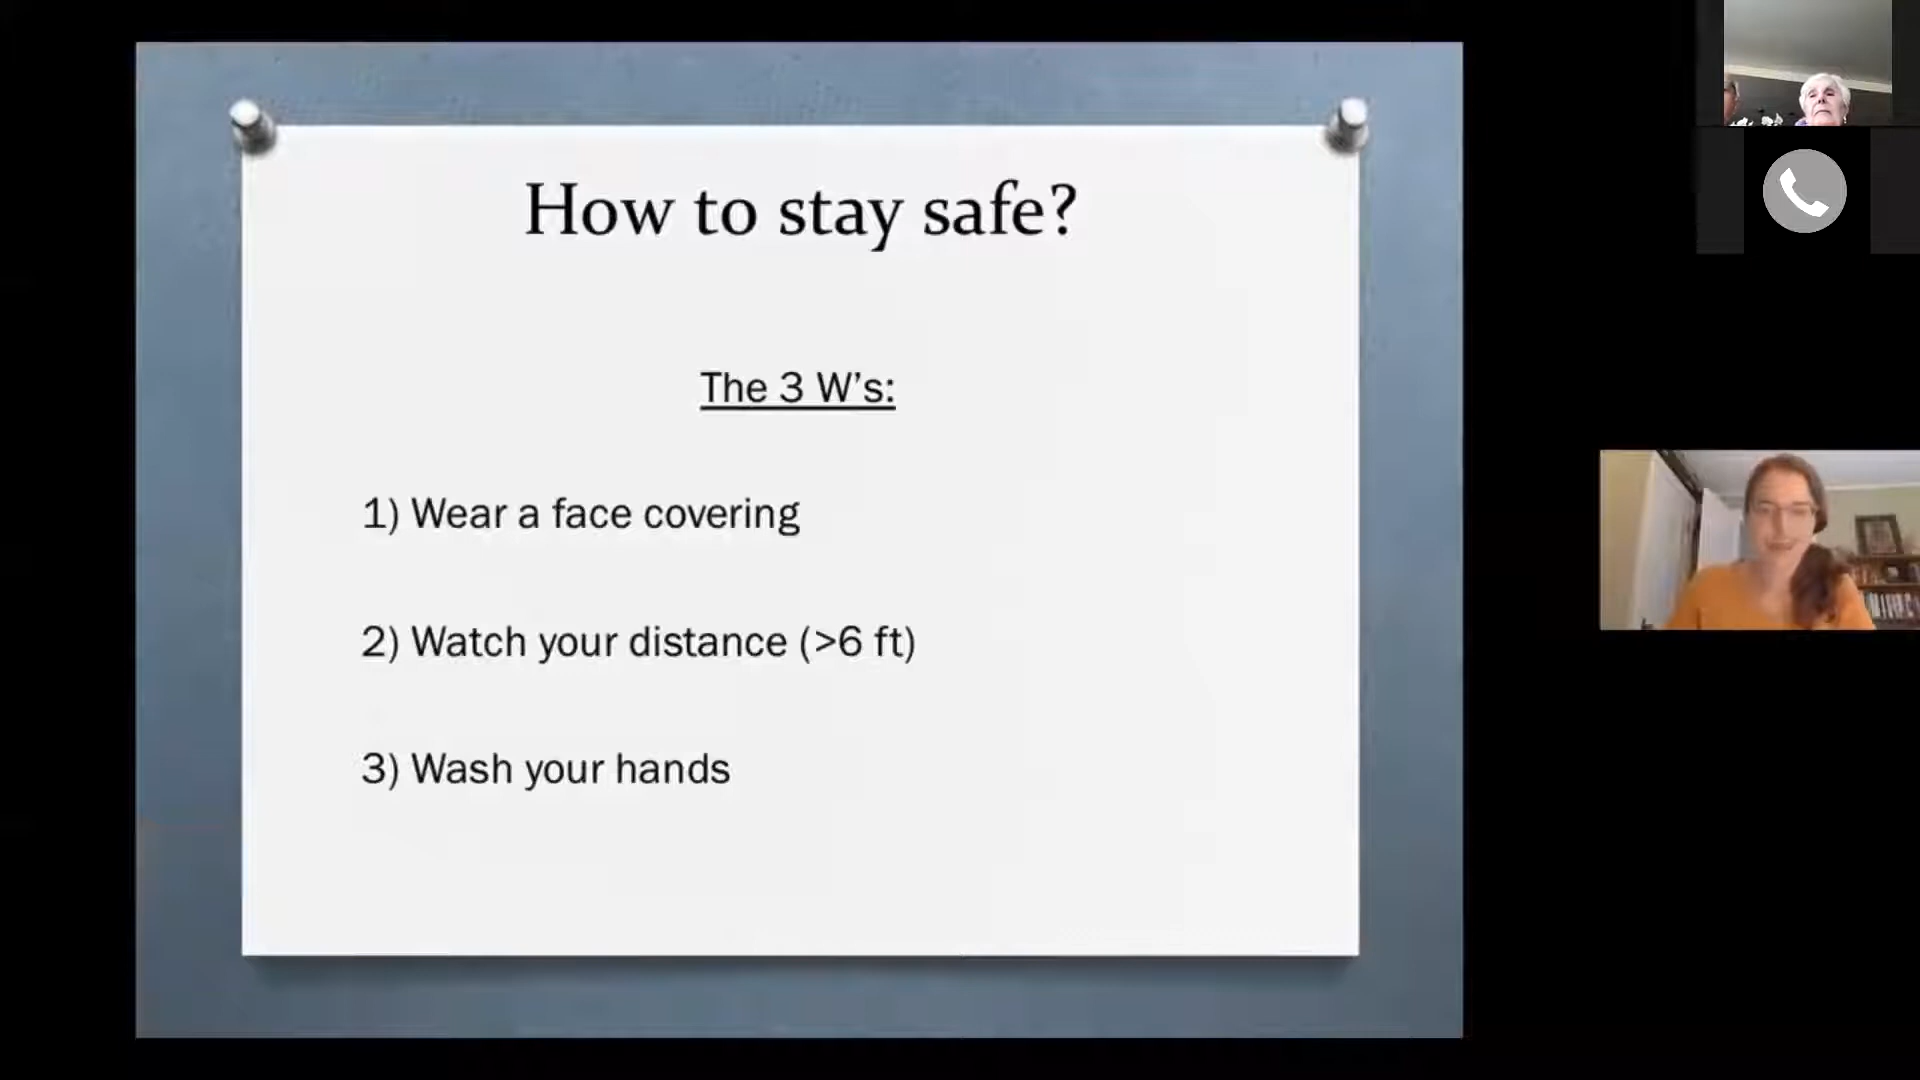 How to stay safe?
The 3 W’s:
1) Wear a face covering
2) Watch your distance (>6 ft)
3) Wash your hands